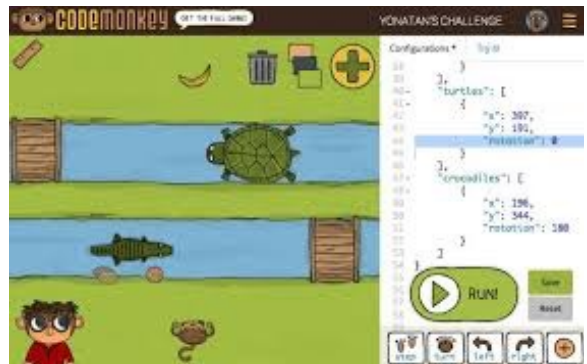 CODEMONKEY GET THE FULL GAME!
YONATAN'S CHALLENGE
Configurations
}
],
"turtles": [
{
"x": 307,
"y": 191,
"rotation": 0
}
],
"crocodiles": [
{
"x": 196,
"y": 344,
"rotation": 180
}
]
}
RUN!
Save
Reset
step
turn
left
right